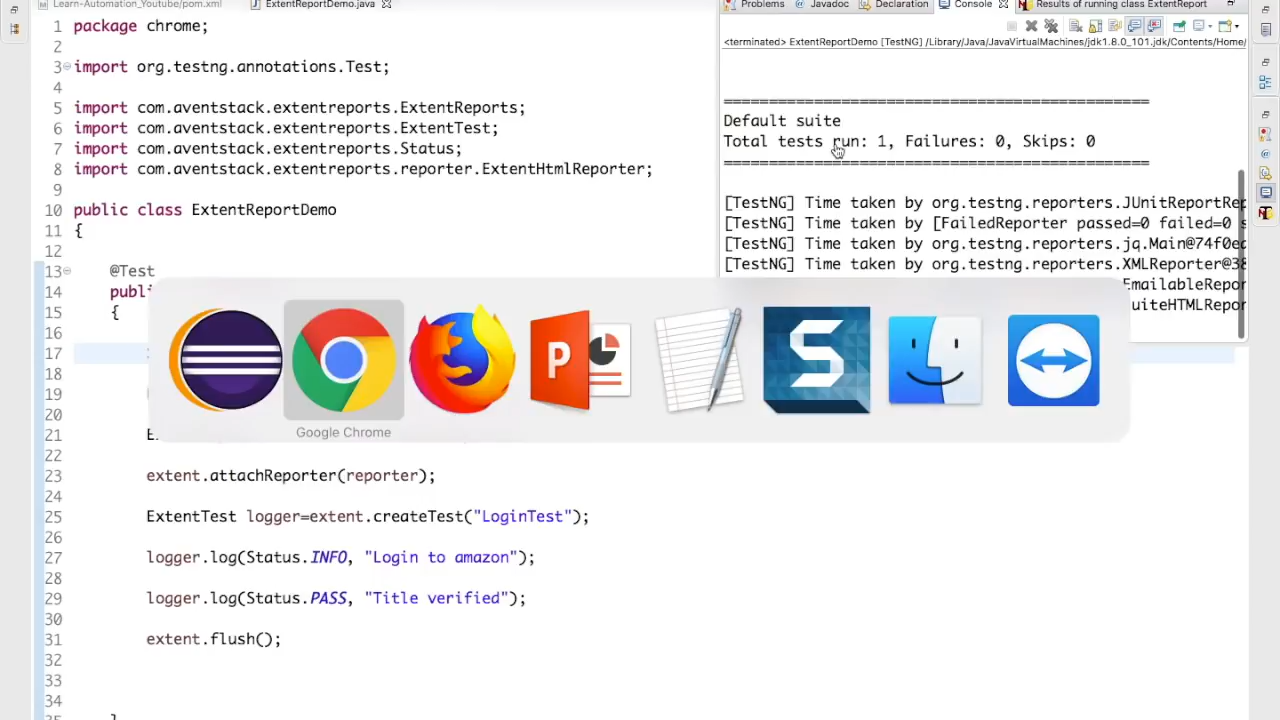 Learn-Automation_Youtube/pom.xml
ExtentReportDemo.java
1 package chrome;
2
3 import org.testng.annotations.Test;
4
5 import com.aventstack.extentreports.ExtentReports;
6 import com.aventstack.extentreports.ExtentTest;
7 import com.aventstack.extentreports.Status;
8 import com.aventstack.extentreports.reporter.ExtentHtmlReporter;
9
10 public class ExtentReportDemo
11 {
12
13 @Test
14 publi
15 {
16
17
18
19
20
21 E
22
23 extent.attachReporter(reporter);
24
25 ExtentTest logger=extent.createTest("LoginTest");
26
27 logger.log(Status.INFO, "Login to amazon");
28
29 logger.log(Status.PASS, "Title verified");
30
31 extent.flush();
32
33
34
35 }
Problems
Javadoc
Declaration
Console
Results of running class ExtentReport
<terminated> ExtentReportDemo [TestNG] /Library/Java/JavaVirtualMachines/jdk1.8.0_101.jdk/Contents/Home/
===============================================
Default suite
Total tests run: 1, Failures: 0, Skips: 0
===============================================
[TestNG] Time taken by org.testng.reporters.JUnitReportRep
[TestNG] Time taken by [FailedReporter passed=0 failed=0 s
[TestNG] Time taken by org.testng.reporters.jq.Main@74f0ea
[TestNG] Time taken by org.testng.reporters.XMLReporter@38
EmailableRepor
uiteHTMLRepor
P
S
Google Chrome